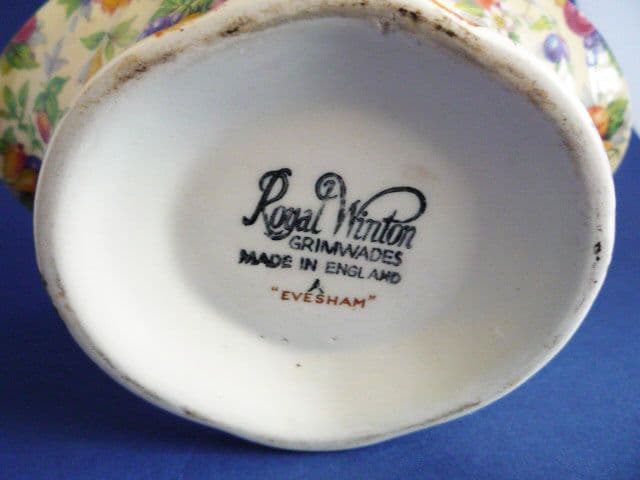 Royal Winton
GRIMWADES
MADE IN ENGLAND
A
"EVESHAM"